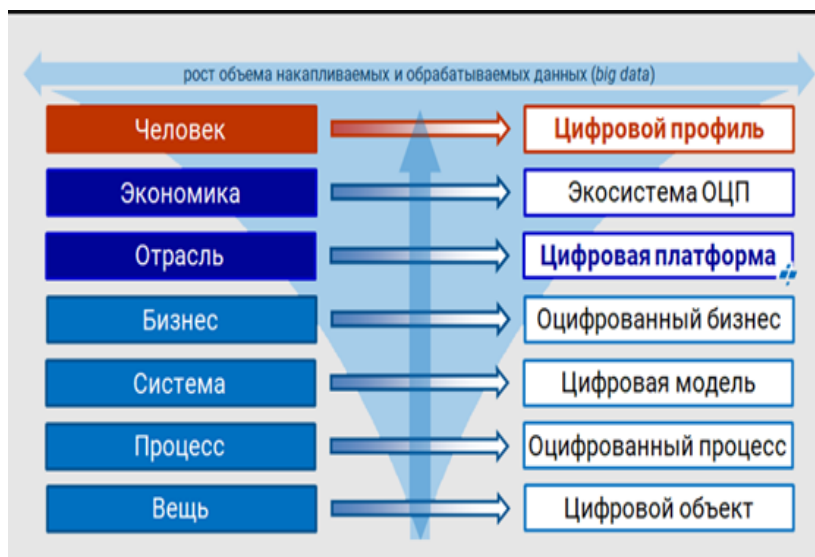 рост объема накапливаемых и обрабатываемых данных (big data)
Человек
Цифровой профиль
Экономика
Экосистема ОЦП
Отрасль
Цифровая платформа
Бизнес
Оцифрованный бизнес
Система
Цифровая модель
Процесс
Оцифрованный процесс
Вещь
Цифровой объект